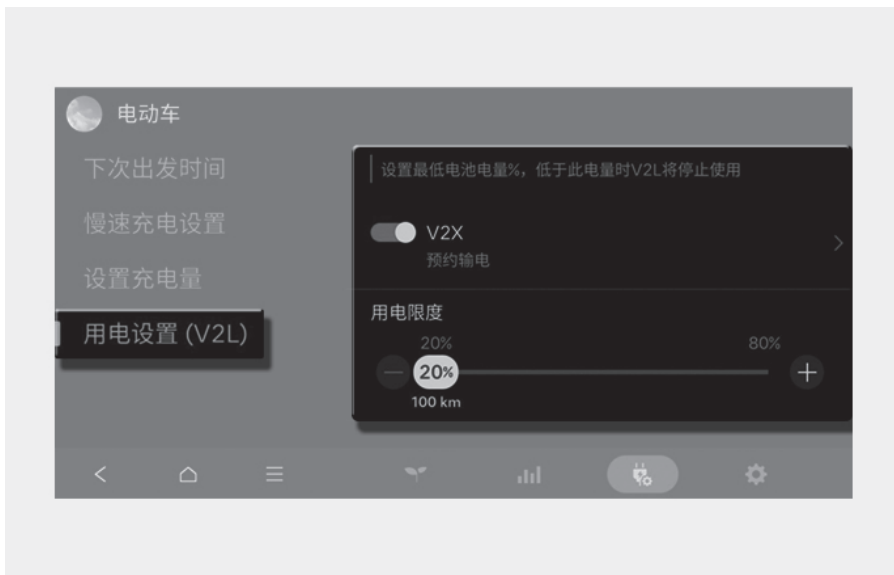 电动车
下次出发时间
慢速充电设置
设置充电量
用电设置 (V2L)
设置最低电池电量%，低于此电量时V2L将停止使用
V2X
预约输电
用电限度
20%
80%
20%
100 km